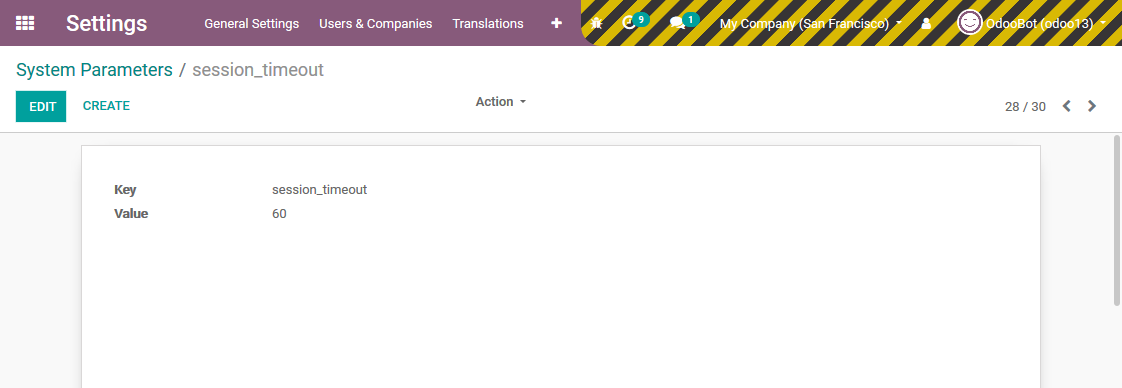 Settings General Settings Users & Companies Translations + 9 1 My Company (San Francisco) OdooBot (odoo13)
System Parameters / session_timeout
EDIT CREATE Action 28 / 30
Key session_timeout
Value 60